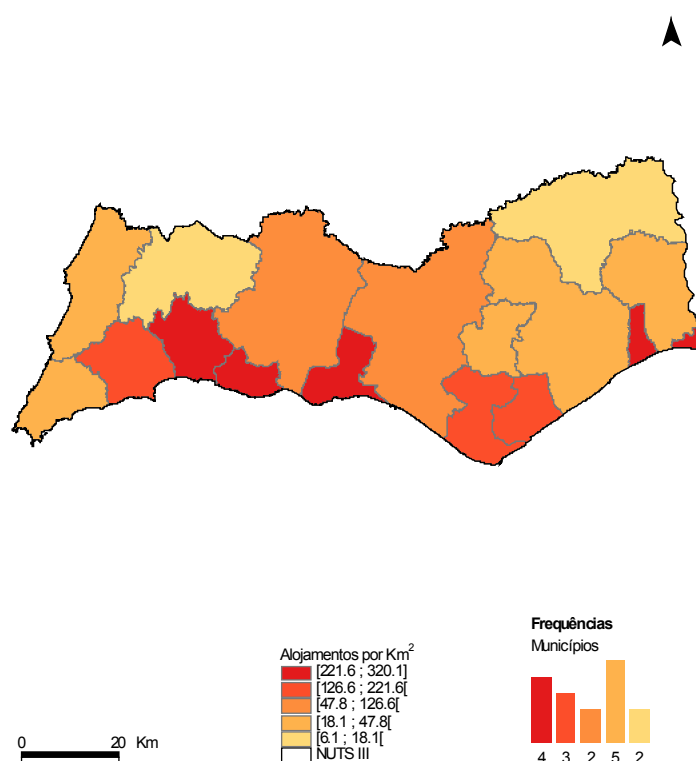 Frequências
Municípios
4 3 2 5 2
Alojamentos por Km²
[221.6 ; 320.1]
[126.6 ; 221.6[
[47.8 ; 126.6[
[18.1 ; 47.8[
[6.1 ; 18.1[
NUTS III
0 20 Km